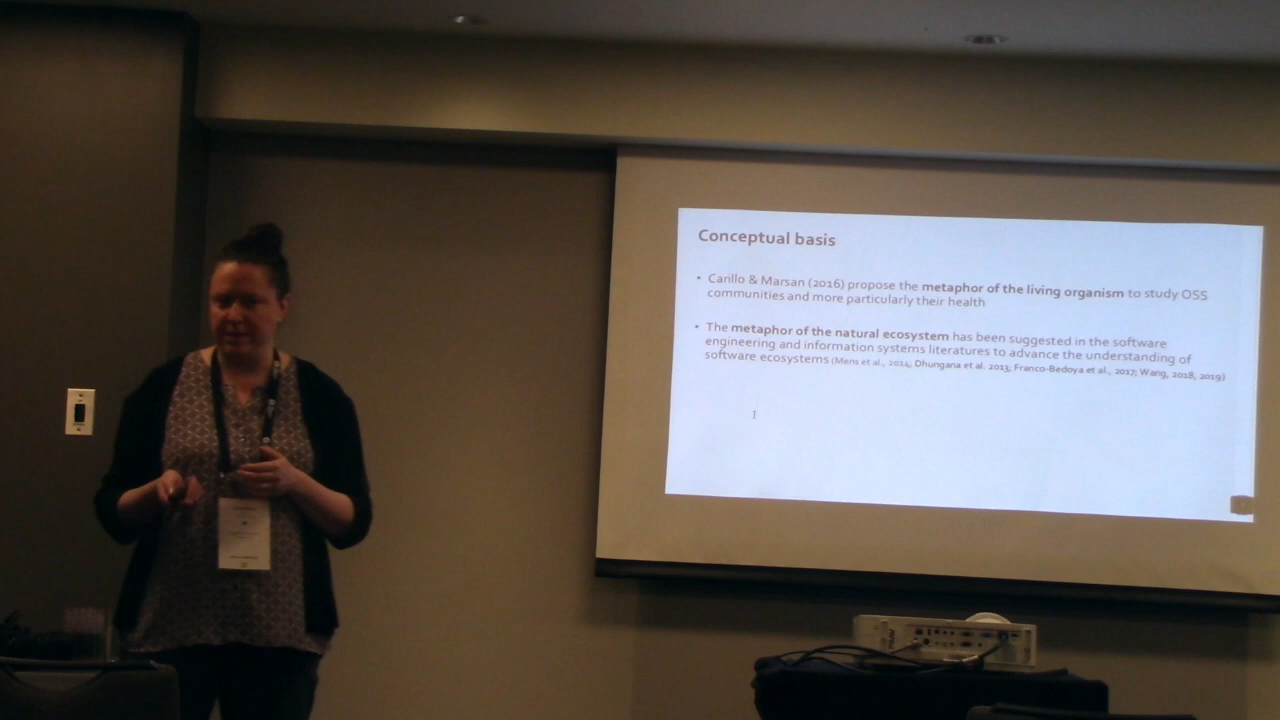 Conceptual basis
• Carillo & Marsan (2016) propose the metaphor of the living organism to study OSS
communities and more particularly their health
• The metaphor of the natural ecosystem has been suggested in the software
engineering and information systems literatures to advance the understanding of
software ecosystems (Mens et al., 2014; Dhungana et al. 2013; Franco-Bedoya et al., 2017; Wang, 2018, 2019)